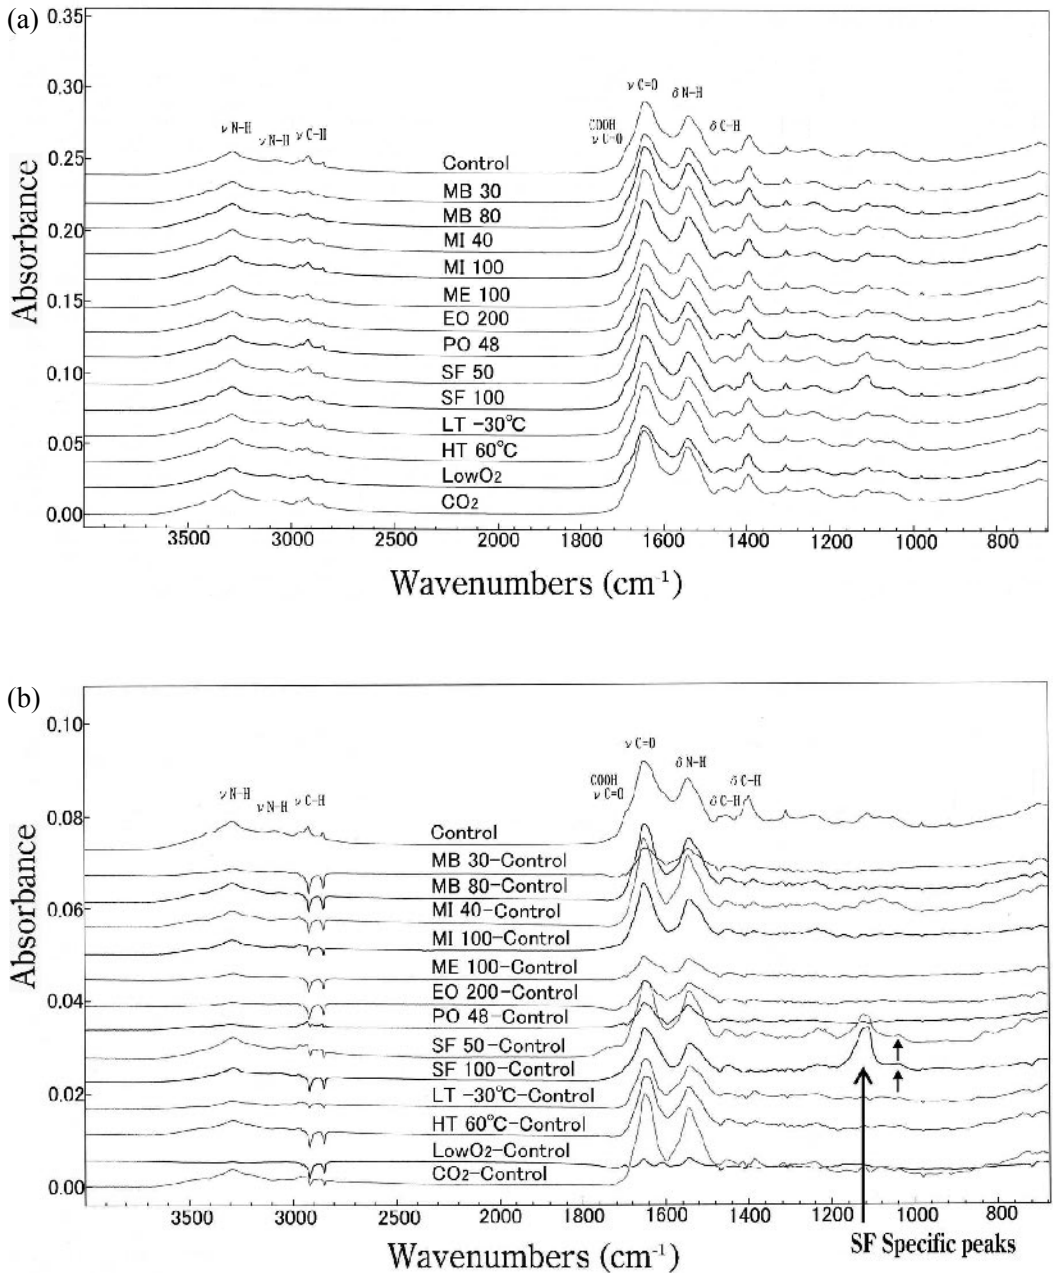 (a)
0.35
0.30
0.25
0.20
0.15
0.10
0.05
0.00
Absorbance
ν N-H
ν N-H
ν C-H
COOH
ν C=O
ν C=O
δ N-H
δ C-H
Control
MB 30
MB 80
MI 40
MI 100
ME 100
EO 200
PO 48
SF 50
SF 100
LT -30℃
HT 60℃
LowO2
CO2
3500 3000 2500 2000 1800 1600 1400 1200 1000 800
Wavenumbers (cm-1)
(b)
0.10
0.08
0.06
0.04
0.02
0.00
Absorbance
ν N-H
ν N-H
ν C-H
COOH
ν C=O
ν C=O
δ N-H
δ C-H
δ C-H
Control
MB 30-Control
MB 80-Control
MI 40-Control
MI 100-Control
ME 100-Control
EO 200-Control
PO 48-Control
SF 50-Control
SF 100-Control
LT -30℃-Control
HT 60℃-Control
LowO2-Control
CO2-Control
3500 3000 2500 2000 1800 1600 1400 1200 1000 800
Wavenumbers (cm-1)
SF Specific peaks